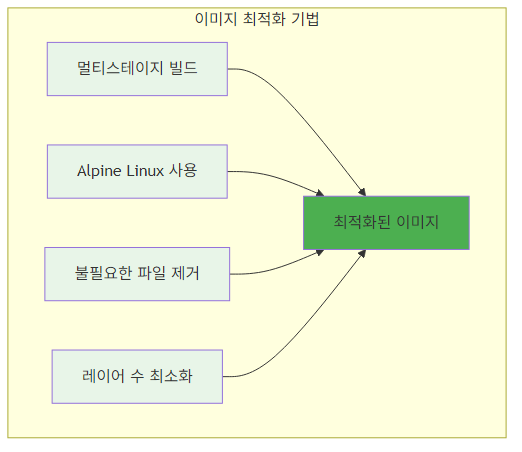 이미지 최적화 기법
멀티스테이지 빌드
Alpine Linux 사용
최적화된 이미지
불필요한 파일 제거
레이어 수 최소화